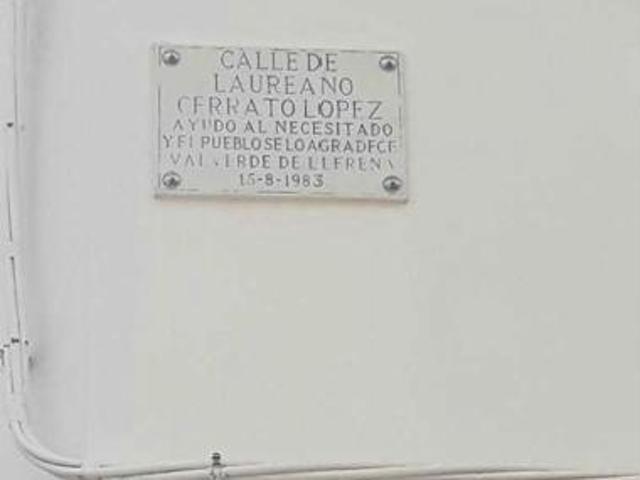 CALLE DE
LAUREANO
CERRATO LOPEZ
AYUDO AL NECESITADO
Y EL PUEBLO SE LO AGRADECE
VALVERDE DE LLERENA
15-8-1983